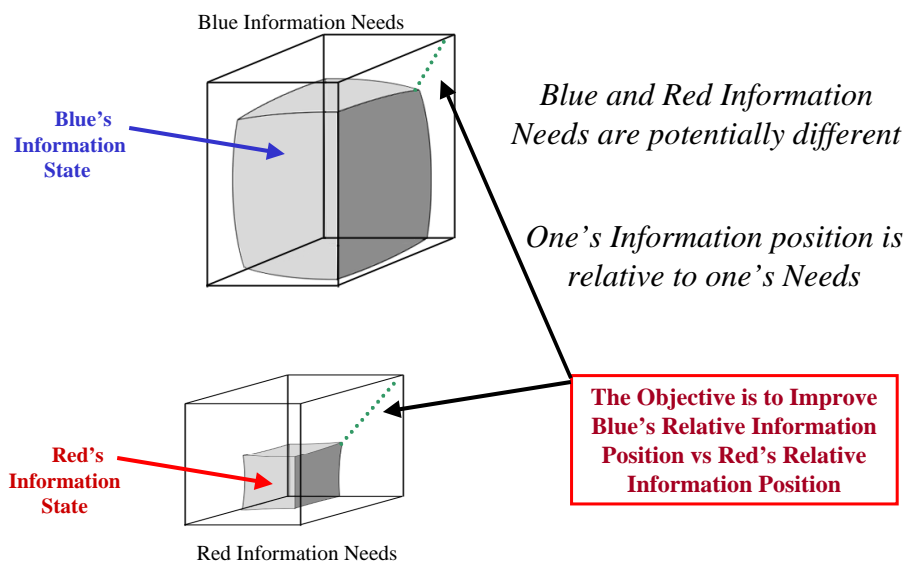 Blue Information Needs
Blue's
Information
State
Blue and Red Information
Needs are potentially different
One's Information position is
relative to one's Needs
The Objective is to Improve
Blue's Relative Information
Position vs Red's Relative
Information Position
Red's
Information
State
Red Information Needs